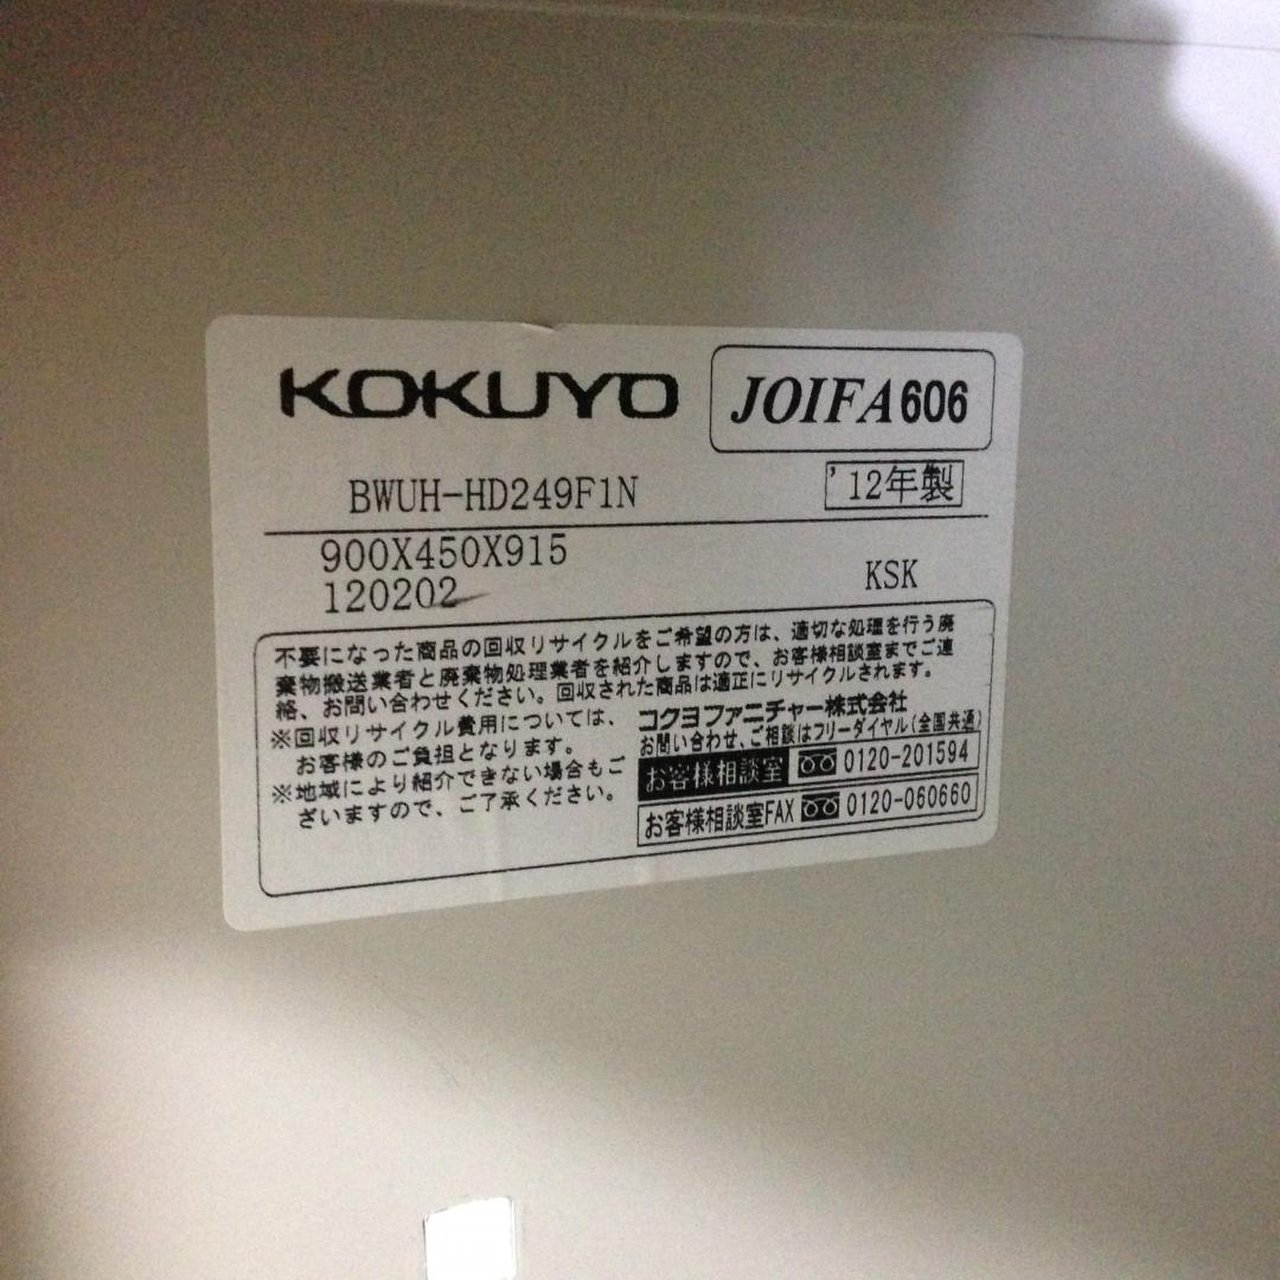 KOKUYO JOIFA606
BWUH-HD249F1N '12年製
900X450X915
120202 KSK
不要になった商品の回収リサイクルをご希望の方は、適切な処理を行う廃
棄物搬送業者と廃棄物処理業者を紹介しますので、お客様相談室までご連
絡、お問い合わせください。回収された商品は適正にリサイクルされます。
※回収リサイクル費用については、
お客様のご負担となります。
※地域により紹介できない場合もご
ざいますので、ご了承ください。
コクヨファニチャー株式会社
お問い合わせ、ご相談はフリーダイヤル(全国共通)
お客様相談室 0120-201594
お客様相談室FAX 0120-060660